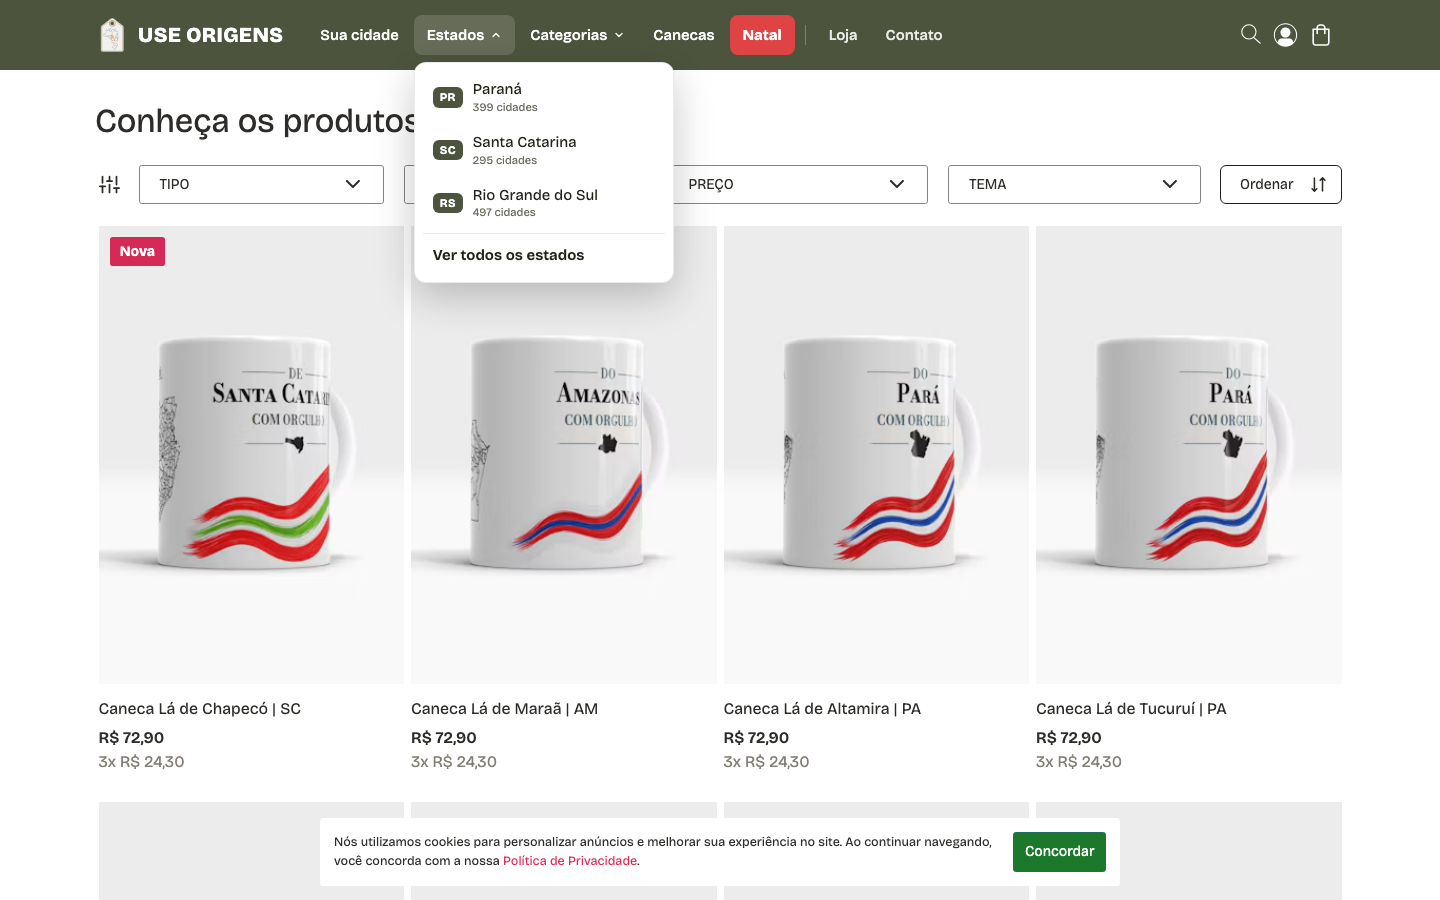 USE ORIGENS
Sua cidade
Estados
Categorias
Canecas
Natal
Loja
Contato
PR
Paraná
399 cidades
SC
Santa Catarina
295 cidades
RS
Rio Grande do Sul
497 cidades
Ver todos os estados
Conheça os produtos
TIPO
PREÇO
TEMA
Ordenar
Nova
DE
SANTA
COM ORGULHO
DO
AMAZONAS
COM ORGULHO
DO
PARÁ
COM ORGULHO
DO
PARÁ
COM ORGULHO
Caneca Lá de Chapecó | SC
R$ 72,90
3x R$ 24,30
Caneca Lá de Maraã | AM
R$ 72,90
3x R$ 24,30
Caneca Lá de Altamira | PA
R$ 72,90
3x R$ 24,30
Caneca Lá de Tucuruí | PA
R$ 72,90
3x R$ 24,30
Nós utilizamos cookies para personalizar anúncios e melhorar sua experiência no site. Ao continuar navegando,
você concorda com a nossa Política de Privacidade.
Concordar